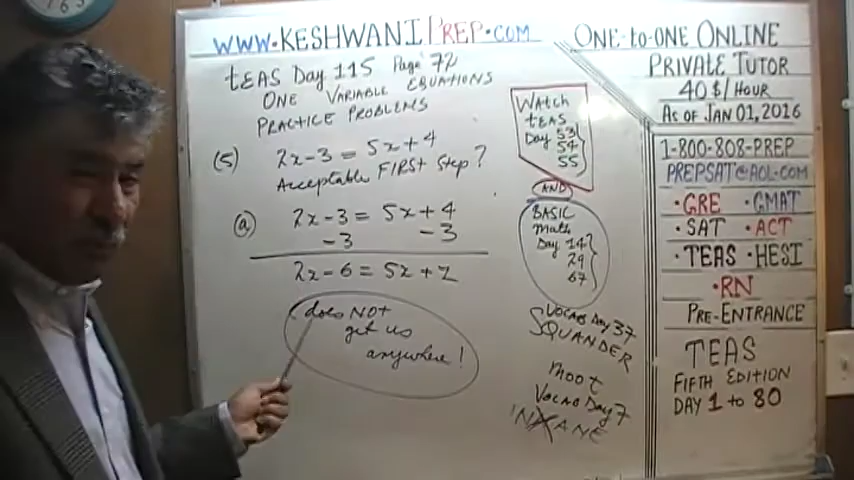 www.KESHWANIPREP.com
ONE-to-ONE ONLINE
PRIVATE TUTOR
40$/HOUR
As of JAN 01, 2016
1-800-808-PREP
PREPSAT@AOL.COM
•GRE •GMAT
•SAT •ACT
•TEAS •HESI
•RN
PRE-ENTRANCE
TEAS
FIFTH EDITION
DAY 1 to 80
tEAS Day 115 Page 72
ONE VARIABLE EQUATIONS
PRACTICE PROBLEMS
(5) 2x-3 = 5x+4
Acceptable FIRST Step?
(a) 2x-3 = 5x+4
-3 -3
2x-6 = 5x+
does NOt
get us
anywhere!
WAtch
tEAS
Day 53
54
55
AND
BASIC
math
Day 14
29
67
VOCAB Day 37
SQUANDER
moot
VOCAB Day 7